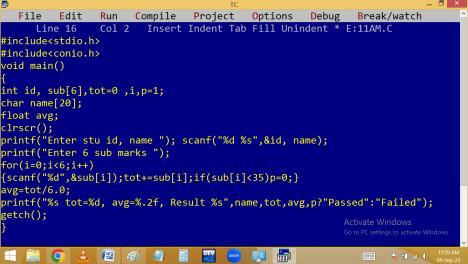 TC
File Edit Run Compile Project Options Debug Break/watch
Line 16 Col 2 Insert Indent Tab Fill Unindent * E:11AM.C
#include<stdio.h>
#include<conio.h>
void main()
{
int id, sub[6],tot=0 ,i,p=1;
char name[20];
float avg;
clrscr();
printf("Enter stu id, name "); scanf("%d %s",&id, name);
printf("Enter 6 sub marks ");
for(i=0;i<6;i++)
{scanf("%d",&sub[i]);tot+=sub[i];if(sub[i]<35)p=0;}
avg=tot/6.0;
printf("%s tot=%d, avg=%.2f, Result %s",name,tot,avg,p?"Passed":"Failed");
getch();
}
Activate Windows
Go to PC settings to activate Windows.
DEV
zoom
11:39 AM
04-Sep-23